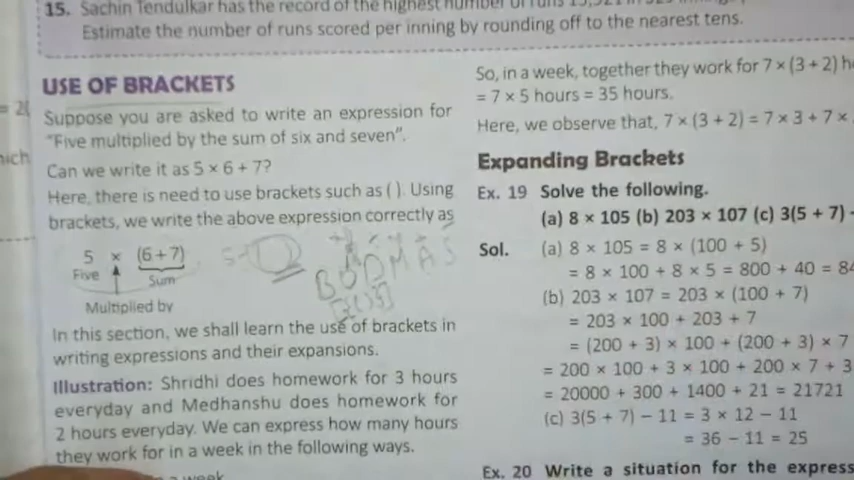 15. Sachin Tendulkar has the record of the highest number of runs 15,921 in 329
Estimate the number of runs scored per inning by rounding off to the nearest tens.
USE OF BRACKETS
Suppose you are asked to write an expression for
"Five multiplied by the sum of six and seven".
Can we write it as 5 × 6 + 7?
Here, there is need to use brackets such as ( ). Using
brackets, we write the above expression correctly as
5 × (6 + 7)
Five Sum
Multiplied by
BODMAS
In this section, we shall learn the use of brackets in
writing expressions and their expansions.
Illustration: Shridhi does homework for 3 hours
everyday and Medhanshu does homework for
2 hours everyday. We can express how many hours
they work for in a week in the following ways.
week
So, in a week, together they work for 7 × (3 + 2) h
= 7 × 5 hours = 35 hours.
Here, we observe that, 7 × (3 + 2) = 7 × 3 + 7 ×
Expanding Brackets
Ex. 19 Solve the following.
(a) 8 × 105 (b) 203 × 107 (c) 3(5 + 7) -
Sol. (a) 8 × 105 = 8 × (100 + 5)
= 8 × 100 + 8 × 5 = 800 + 40 = 84
(b) 203 × 107 = 203 × (100 + 7)
= 203 × 100 + 203 + 7
= (200 + 3) × 100 + (200 + 3) × 7
= 200 × 100 + 3 × 100 + 200 × 7 + 3
= 20000 + 300 + 1400 + 21 = 21721
(c) 3(5 + 7) – 11 = 3 × 12 – 11
= 36 – 11 = 25
Ex. 20 Write a situation for the express